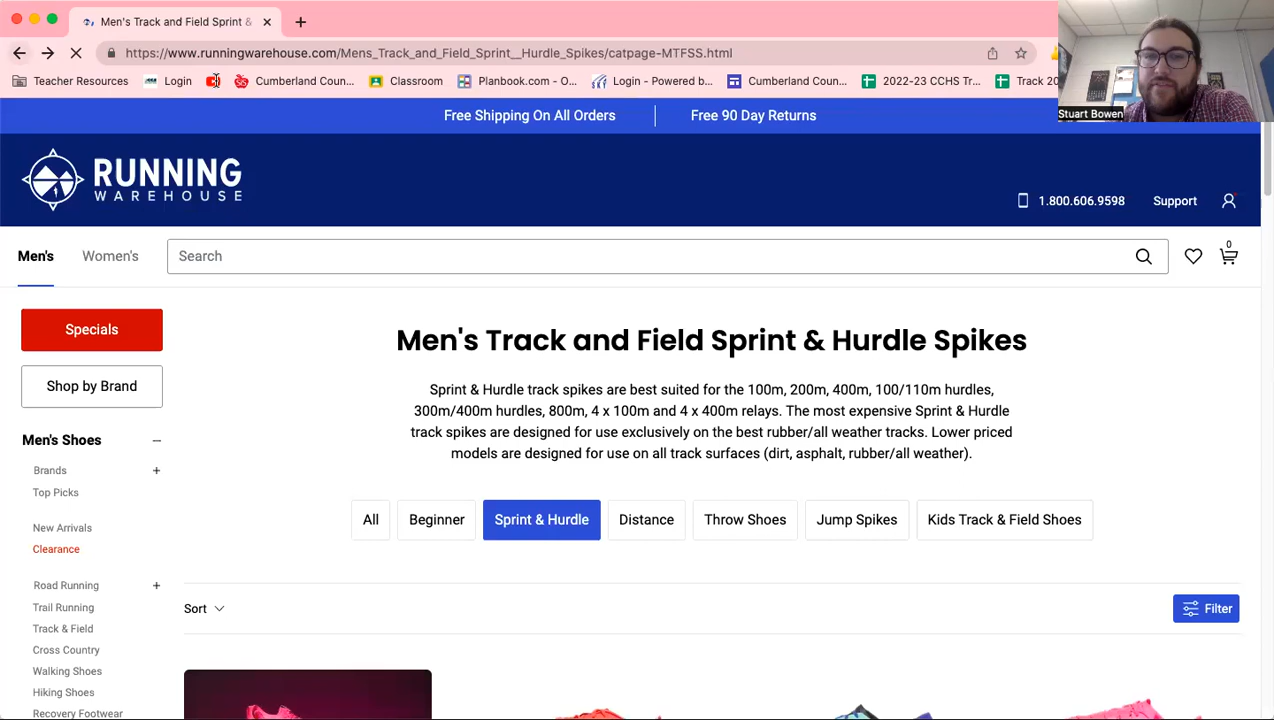 Men's Track and Field Sprint &
https://www.runningwarehouse.com/Mens_Track_and_Field_Sprint__Hurdle_Spikes/catpage-MTFSS.html
Teacher Resources Login Cumberland Coun... Classroom Planbook.com - O... Login - Powered b... Cumberland Coun... 2022-23 CCHS Tr... Track 20
Stuart Bowen
Free Shipping On All Orders Free 90 Day Returns
RUNNING
WAREHOUSE
1.800.606.9598 Support
Men's Women's Search 0
Specials
Shop by Brand
Men's Shoes
Brands
Top Picks
New Arrivals
Clearance
Road Running
Trail Running
Track & Field
Cross Country
Walking Shoes
Hiking Shoes
Recovery Footwear
Men's Track and Field Sprint & Hurdle Spikes
Sprint & Hurdle track spikes are best suited for the 100m, 200m, 400m, 100/110m hurdles,
300m/400m hurdles, 800m, 4 x 100m and 4 x 400m relays. The most expensive Sprint & Hurdle
track spikes are designed for use exclusively on the best rubber/all weather tracks. Lower priced
models are designed for use on all track surfaces (dirt, asphalt, rubber/all weather).
All Beginner Sprint & Hurdle Distance Throw Shoes Jump Spikes Kids Track & Field Shoes
Sort Filter